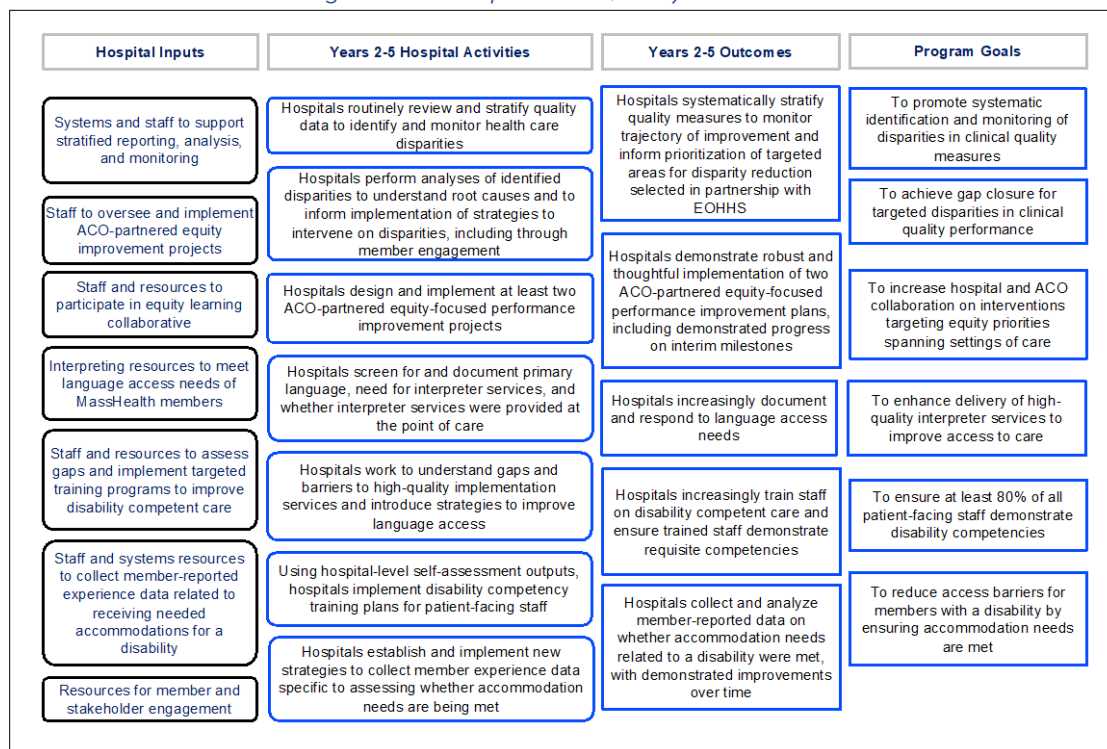 Hospital Inputs
Systems and staff to support
stratified reporting, analysis,
and monitoring
Staff to oversee and implement
ACO-partnered equity
improvement projects
Staff and resources to
participate in equity learning
collaborative
Interpreting resources to meet
language access needs of
MassHealth members
Staff and resources to assess
gaps and implement targeted
training programs to improve
disability competent care
Staff and systems resources
to collect member-reported
experience data related to
receiving needed
accommodations for a
disability
Resources for member and
stakeholder engagement
Years 2-5 Hospital Activities
Hospitals routinely review and stratify quality
data to identify and monitor health care
disparities
Hospitals perform analyses of identified
disparities to understand root causes and to
inform implementation of strategies to
intervene on disparities, including through
member engagement
Hospitals design and implement at least two
ACO-partnered equity-focused performance
improvement projects
Hospitals screen for and document primary
language, need for interpreter services, and
whether interpreter services were provided at
the point of care
Hospitals work to understand gaps and
barriers to high-quality implementation
services and introduce strategies to improve
language access
Using hospital-level self-assessment outputs,
hospitals implement disability competency
training plans for patient-facing staff
Hospitals establish and implement new
strategies to collect member experience data
specific to assessing whether accommodation
needs are being met
Years 2-5 Outcomes
Hospitals systematically stratify
quality measures to monitor
trajectory of improvement and
inform prioritization of targeted
areas for disparity reduction
selected in partnership with
EOHHS
Hospitals demonstrate robust and
thoughtful implementation of two
ACO-partnered equity-focused
performance improvement plans,
including demonstrated progress
on interim milestones
Hospitals increasingly document
and respond to language access
needs
Hospitals increasingly train staff
on disability competent care and
ensure trained staff demonstrate
requisite competencies
Hospitals collect and analyze
member-reported data on
whether accommodation needs
related to a disability were met,
with demonstrated improvements
over time
Program Goals
To promote systematic
identification and monitoring of
disparities in clinical quality
measures
To achieve gap closure for
targeted disparities in clinical
quality performance
To increase hospital and ACO
collaboration on interventions
targeting equity priorities
spanning settings of care
To enhance delivery of high-
quality interpreter services to
improve access to care
To ensure at least 80% of all
patient-facing staff demonstrate
disability competencies
To reduce access barriers for
members with a disability by
ensuring accommodation needs
are met